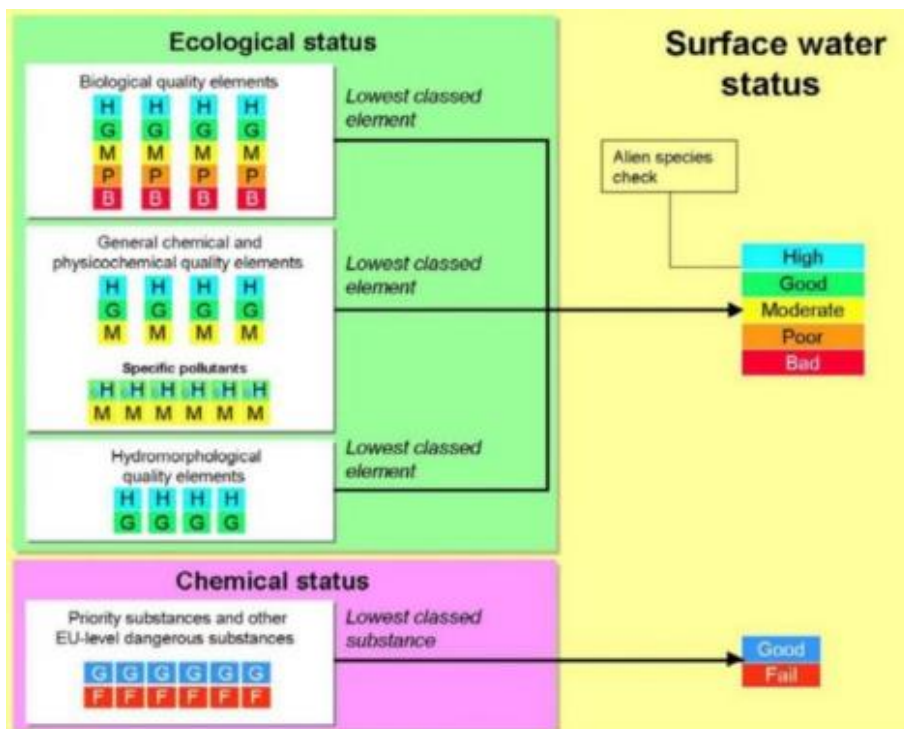 Ecological status
Surface water
status
Biological quality elements
H H H H
G G G G
M M M M
P P P P
B B B B
Lowest classed
element
Alien species
check
General chemical and
physicochemical quality elements
H H H H
G G G G
M M M M
Lowest classed
element
High
Good
Moderate
Poor
Bad
Specific pollutants
H H H H H H
M M M M M M
Hydromorphological
quality elements
H H H H
G G G G
Lowest classed
element
Chemical status
Priority substances and other
EU-level dangerous substances
G G G G G G
F F F F F F
Lowest classed
substance
Good
Fail